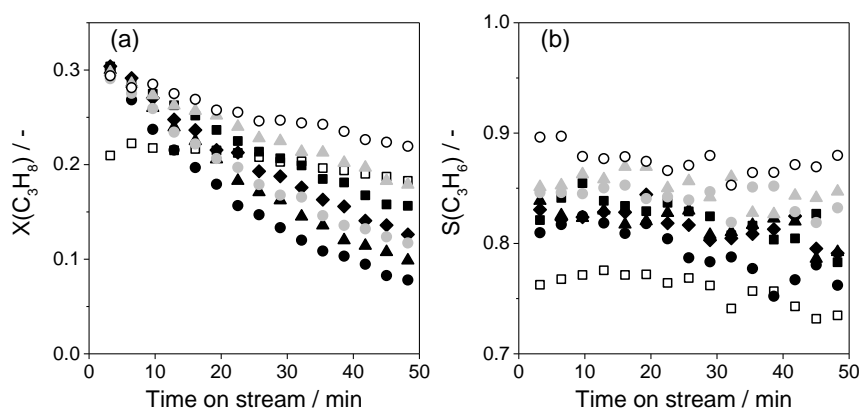 (a)
X(C3H8) / -
0.3
0.2
0.1
0.0
0 10 20 30 40 50
Time on stream / min
(b)
S(C3H6) / -
1.0
0.9
0.8
0.7
0 10 20 30 40 50
Time on stream / min